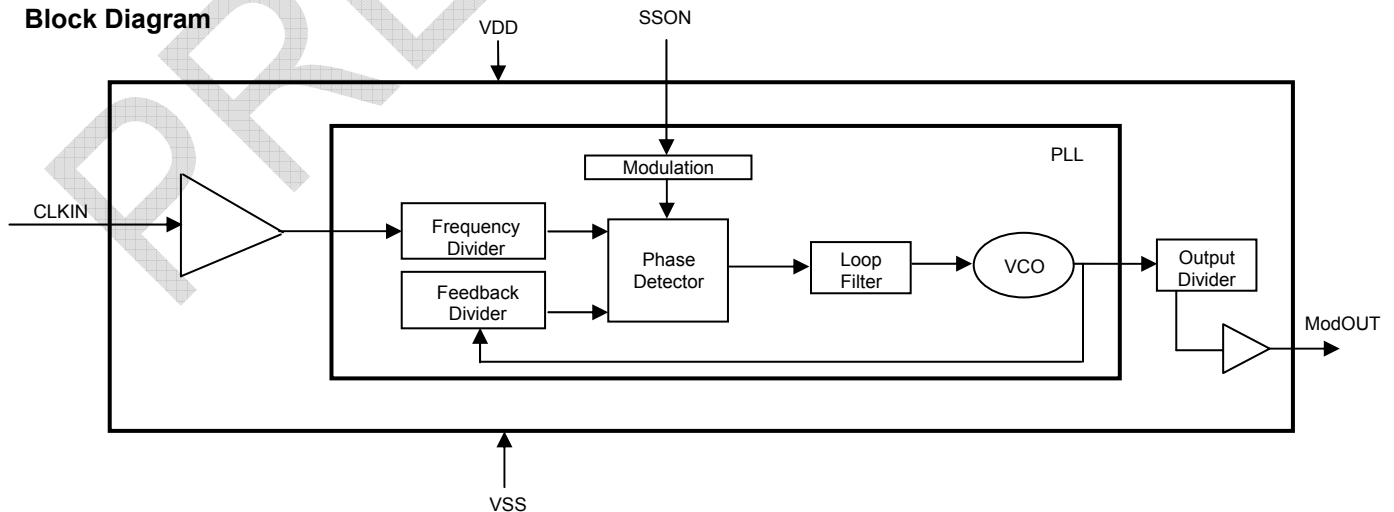 Block Diagram
VDD
SSON
PLL
Modulation
CLKIN
Frequency
Divider
Phase
Detector
Loop
Filter
VCO
Output
Divider
Feedback
Divider
ModOUT
VSS